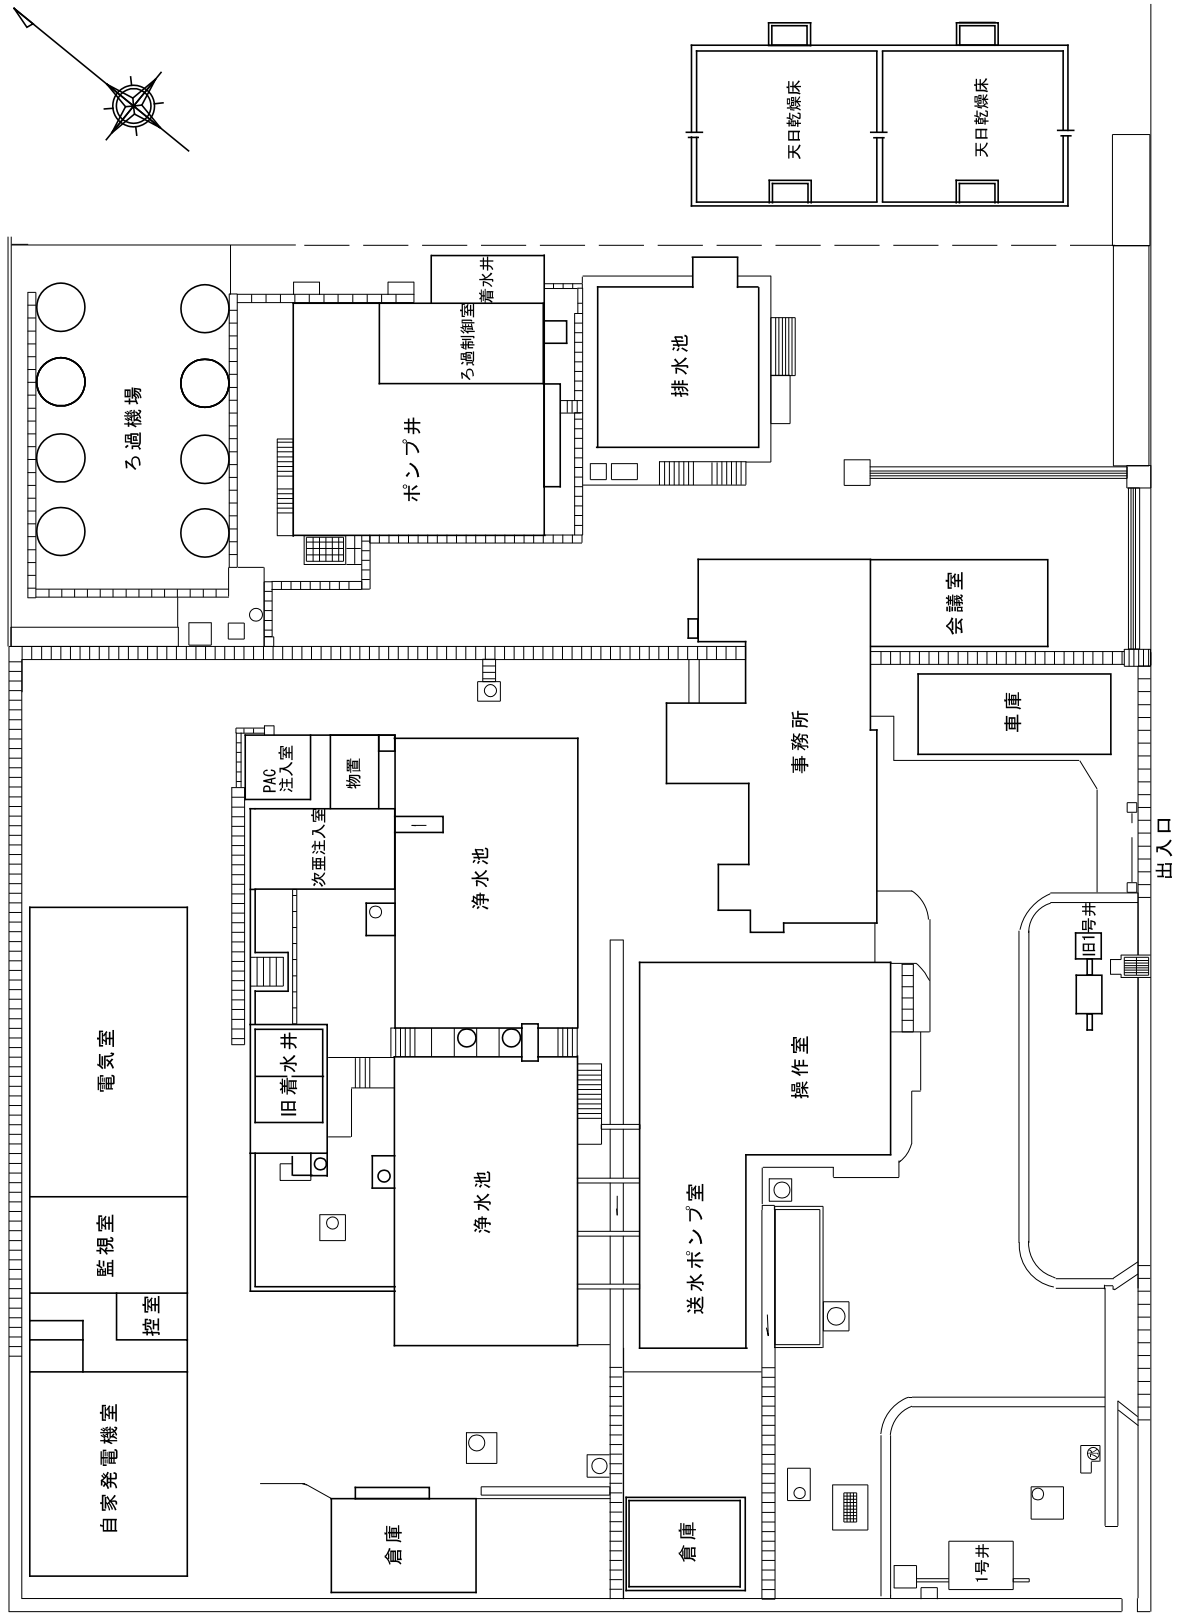 天日乾燥床
天日乾燥床
着水井
ろ過制御室
ろ過機場
ポンプ井
排水池
会議室
事務所
車庫
PAC
注入室
物置
次亜注入室
浄水池
出入口
旧1号井
電気室
旧着水井
操作室
浄水池
送水ポンプ室
監視室
控室
自家発電機室
倉庫
倉庫
1号井